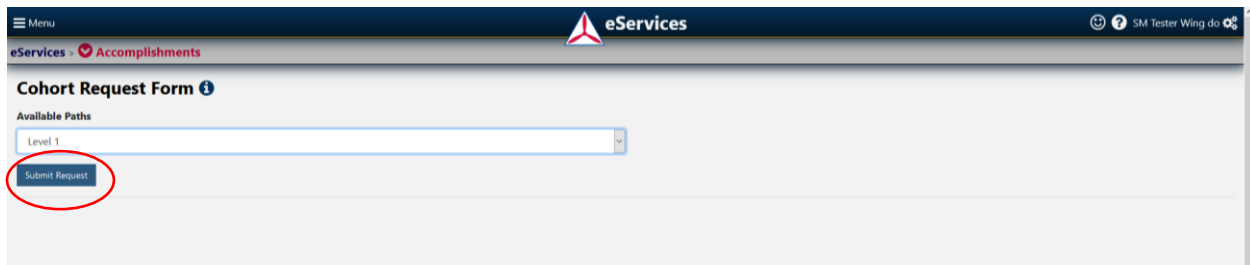 Menu
eServices
SM Tester Wing do
eServices > Accomplishments
Cohort Request Form
Available Paths
Level 1
Submit Request